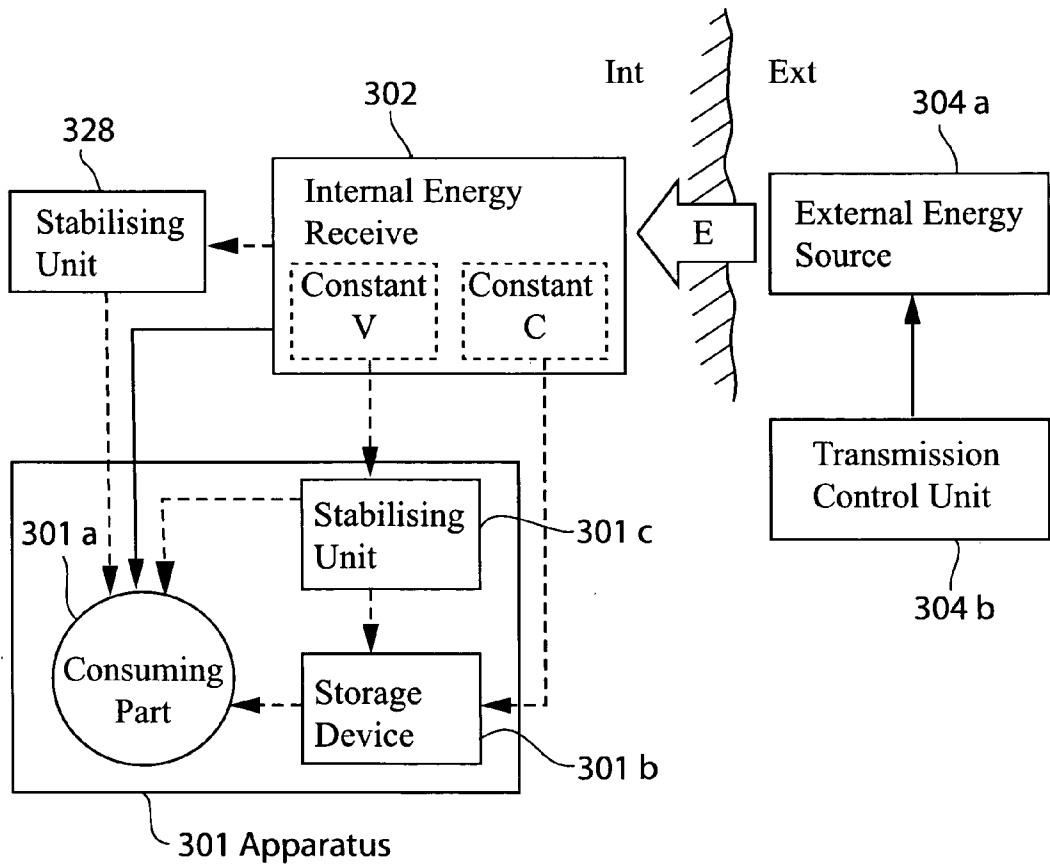 Int
Ext
302
304 a
328
Internal Energy
Receive
External Energy
Source
Stabilising
Unit
E
Constant
V
Constant
C
Transmission
Control Unit
Stabilising
Unit
301 a
301 c
304 b
Consuming
Part
Storage
Device
301 b
301 Apparatus